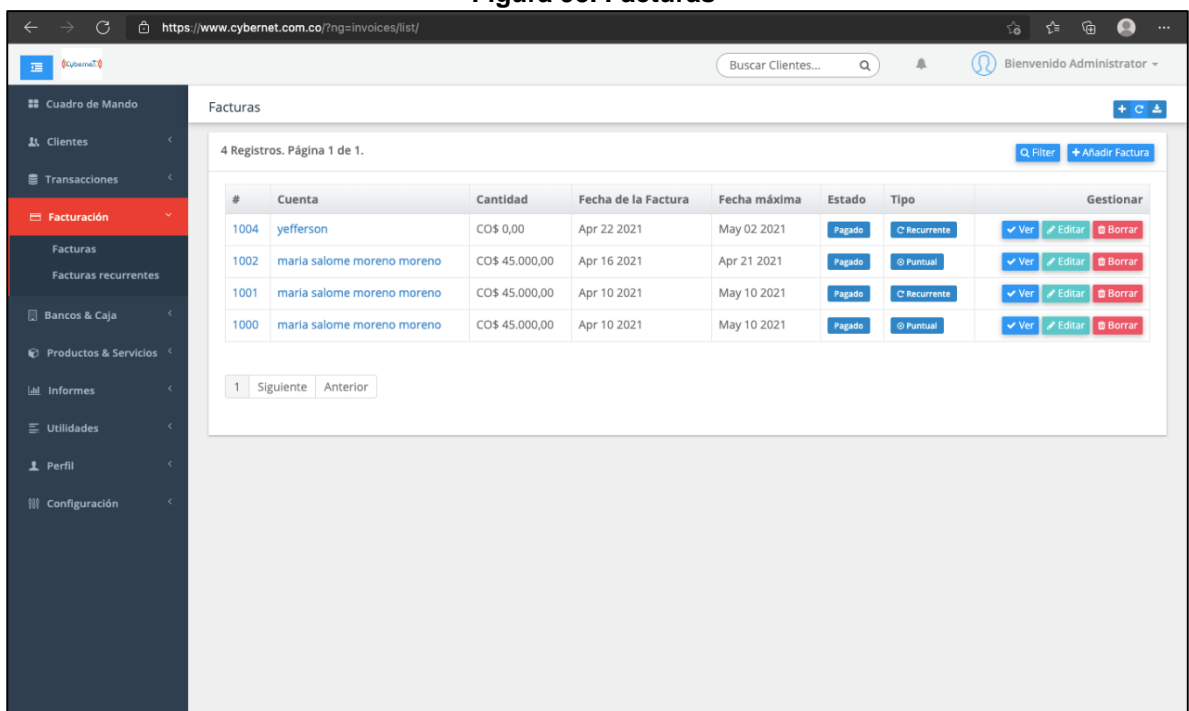 https://www.cybernet.com.co/?ng=invoices/list/
Cybernet
Buscar Clientes...
Bienvenido Administrator
Cuadro de Mando
Clientes
Transacciones
Facturación
Facturas
Facturas recurrentes
Bancos & Caja
Productos & Servicios
Informes
Utilidades
Perfil
Configuración
Facturas
4 Registros. Página 1 de 1.
Filter
Añadir Factura
# Cuenta Cantidad Fecha de la Factura Fecha máxima Estado Tipo Gestionar
1004 yefferson CO$ 0,00 Apr 22 2021 May 02 2021 Pagado Recurrente Ver Editar Borrar
1002 maria salome moreno moreno CO$ 45.000,00 Apr 16 2021 Apr 21 2021 Pagado Puntual Ver Editar Borrar
1001 maria salome moreno moreno CO$ 45.000,00 Apr 10 2021 May 10 2021 Pagado Recurrente Ver Editar Borrar
1000 maria salome moreno moreno CO$ 45.000,00 Apr 10 2021 May 10 2021 Pagado Puntual Ver Editar Borrar
1 Siguiente Anterior